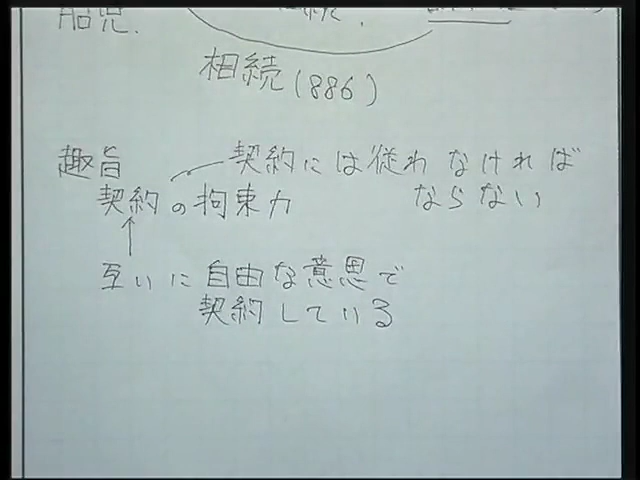 胎児.
相続(886)
趣旨 契約には従わなければ
契約の拘束力 ならない
互いに自由な意思で
契約している